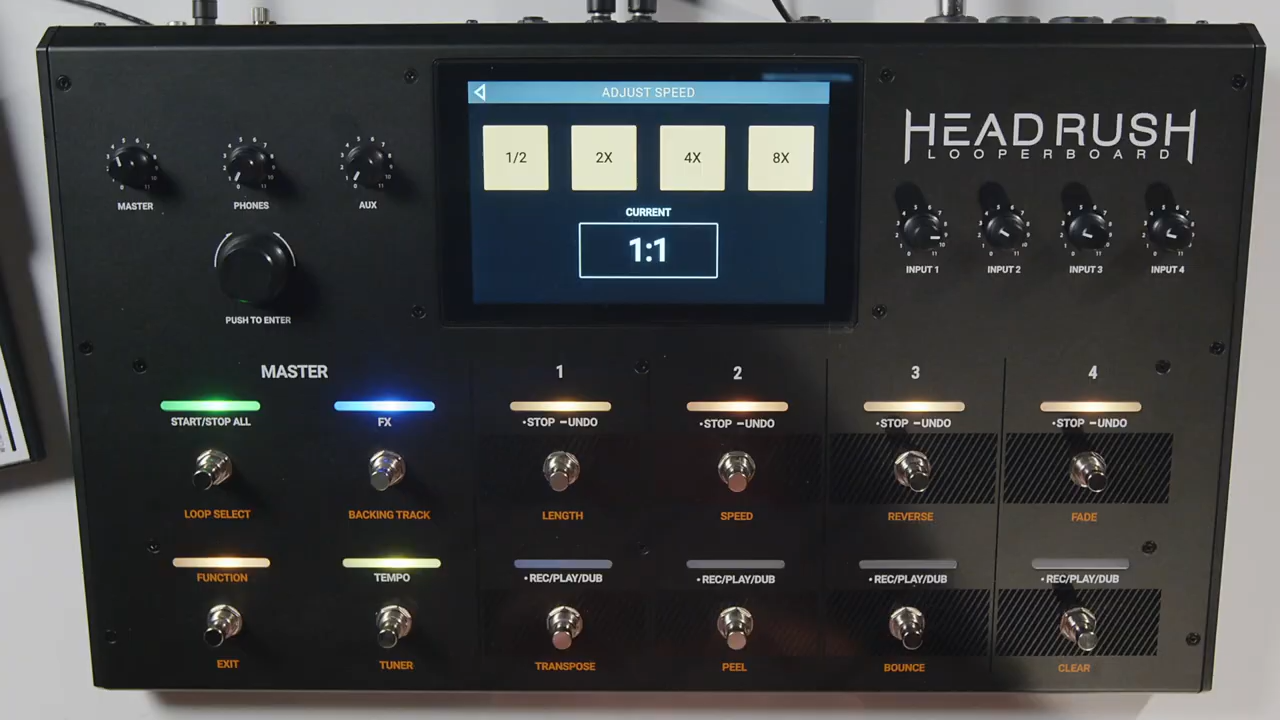 ADJUST SPEED
1/2 2X 4X 8X
CURRENT
1:1
HEADRUSH
LOOPERBOARD
MASTER PHONES AUX
PUSH TO ENTER
INPUT 1 INPUT 2 INPUT 3 INPUT 4
MASTER 1 2 3 4
START/STOP ALL FX •STOP –UNDO •STOP –UNDO •STOP –UNDO •STOP –UNDO
LOOP SELECT BACKING TRACK LENGTH SPEED REVERSE FADE
FUNCTION TEMPO •REC/PLAY/DUB •REC/PLAY/DUB •REC/PLAY/DUB •REC/PLAY/DUB
EXIT TUNER TRANSPOSE PEEL BOUNCE CLEAR